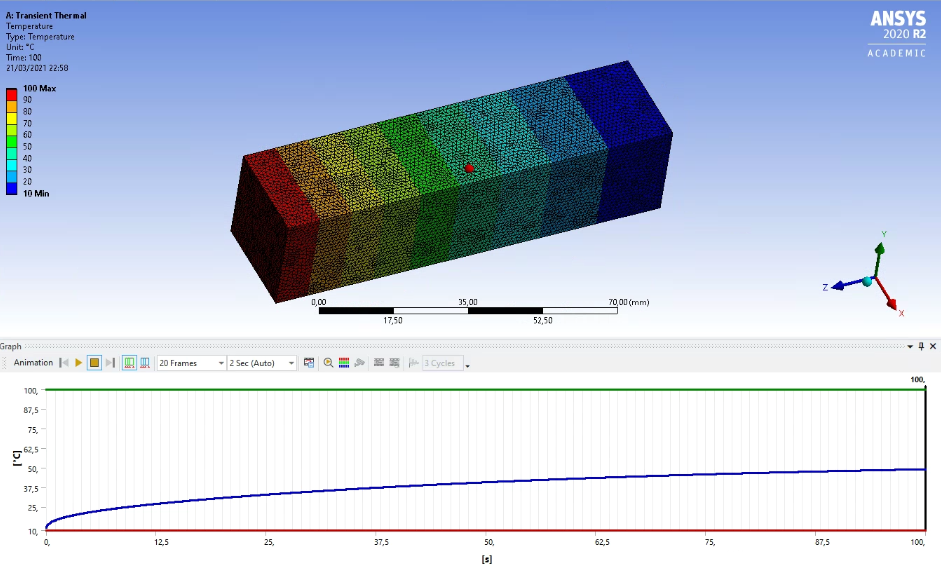 A: Transient Thermal
Temperature
Type: Temperature
Unit: °C
Time: 100
21/03/2021 22:58
100 Max
90
80
70
60
50
40
30
20
10 Min
ANSYS
2020 R2
ACADEMIC
0,00
35,00
70,00 (mm)
17,50
52,50
Y
Z
X
Graph
Animation
20 Frames
2 Sec (Auto)
3 Cycles
100,
100,
87,5
75,
62,5
50,
37,5
25,
10,
[°C]
0,
12,5
25,
37,5
50,
62,5
75,
87,5
100,
[s]